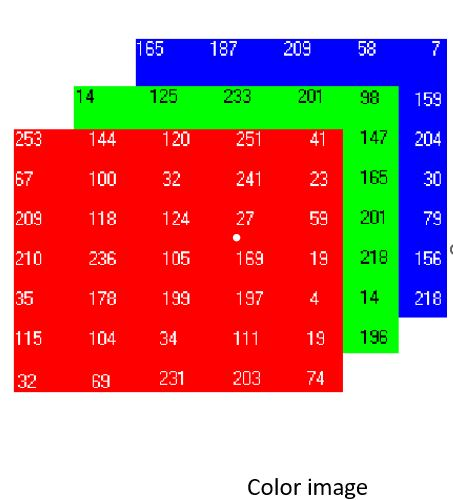 165 187 209 58 7
14 125 233 201 98 159
253 144 120 251 41 147 204
67 100 32 241 23 165 30
209 118 124 27 59 201 79
210 236 105 169 19 218 156
35 178 199 197 4 14 218
115 104 34 111 19 196
32 69 231 203 74
Color image